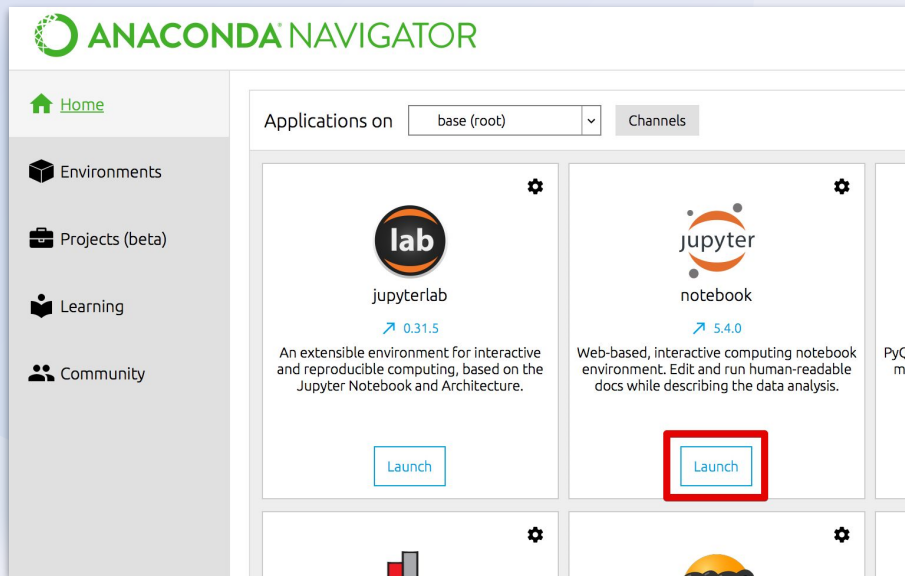 ANACONDA NAVIGATOR
Home
Environments
Projects (beta)
Learning
Community
Applications on
base (root)
Channels
lab
jupyterlab
0.31.5
An extensible environment for interactive
and reproducible computing, based on the
Jupyter Notebook and Architecture.
Launch
jupyter
notebook
5.4.0
Web-based, interactive computing notebook
environment. Edit and run human-readable
docs while describing the data analysis.
Launch